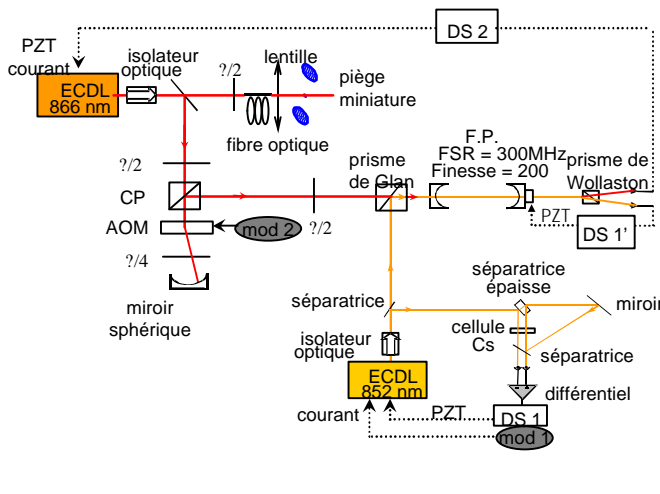 DS 2
PZT
courant
isolateur
optique
lentille
?/2
ECDL
866 nm
piège
miniature
fibre optique
F.P.
FSR = 300MHz
Finesse = 200
prisme
de Glan
prisme de
Wollaston
?/2
CP
?/2
PZT
DS 1'
AOM
mod 2
?/4
miroir
sphérique
séparatrice
épaisse
séparatrice
miroir
cellule
Cs
isolateur
optique
séparatrice
ECDL
852 nm
différentiel
courant
PZT
DS 1
mod 1